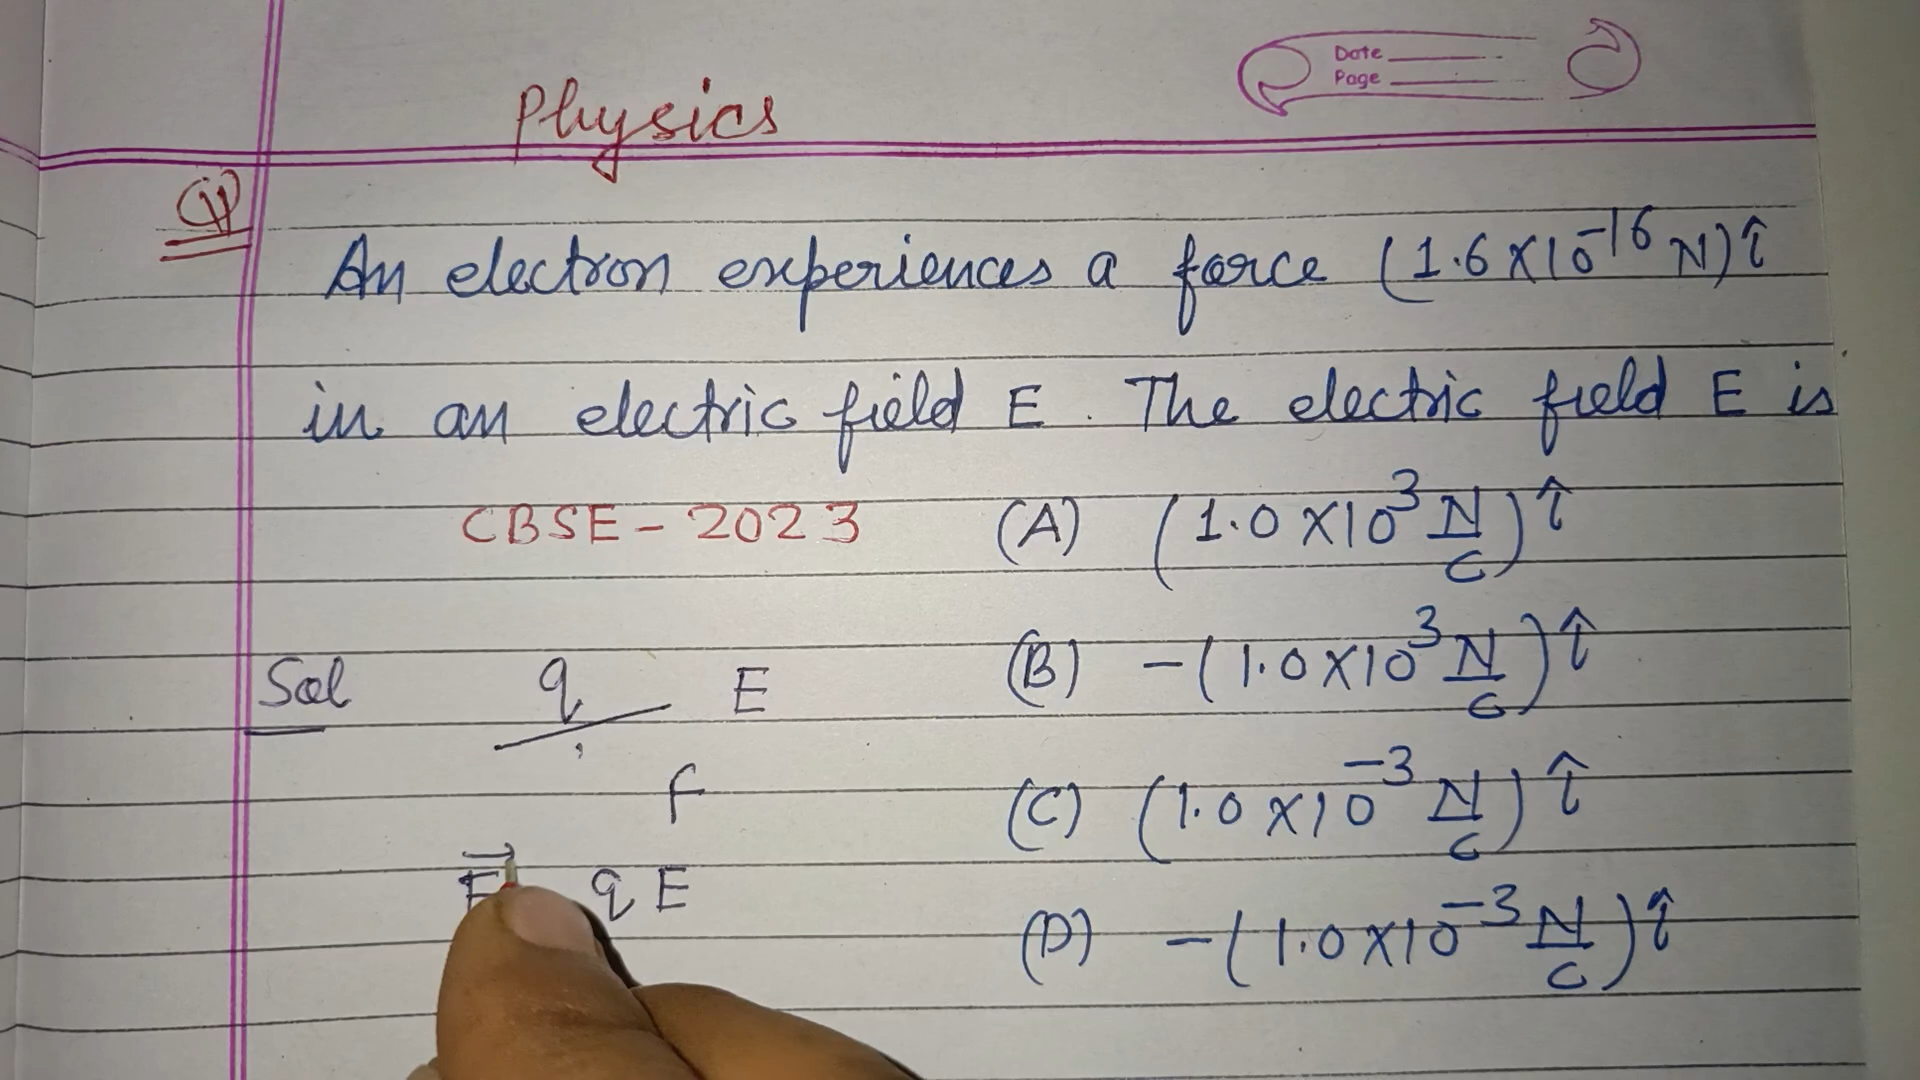 Date
Page
Physics
Q
An electron experiences a force (1.6×10⁻¹⁶ N) î
in an electric field E. The electric field E is
CBSE - 2023 (A) (1.0×10³ N/C) î
Sol q E (B) -(1.0×10³ N/C) î
F (C) (1.0×10⁻³ N/C) î
F⃗ qE (D) -(1.0×10⁻³ N/C) î